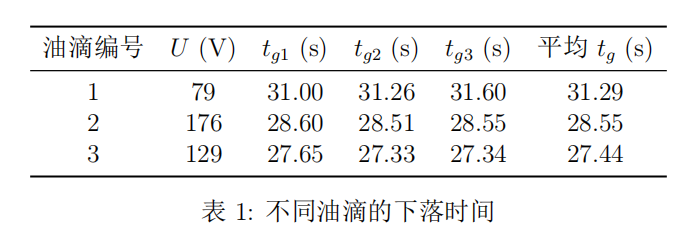 油滴编号 U (V) t_{g1} (s) t_{g2} (s) t_{g3} (s) 平均 t_g (s)
1 79 31.00 31.26 31.60 31.29
2 176 28.60 28.51 28.55 28.55
3 129 27.65 27.33 27.34 27.44
表 1: 不同油滴的下落时间